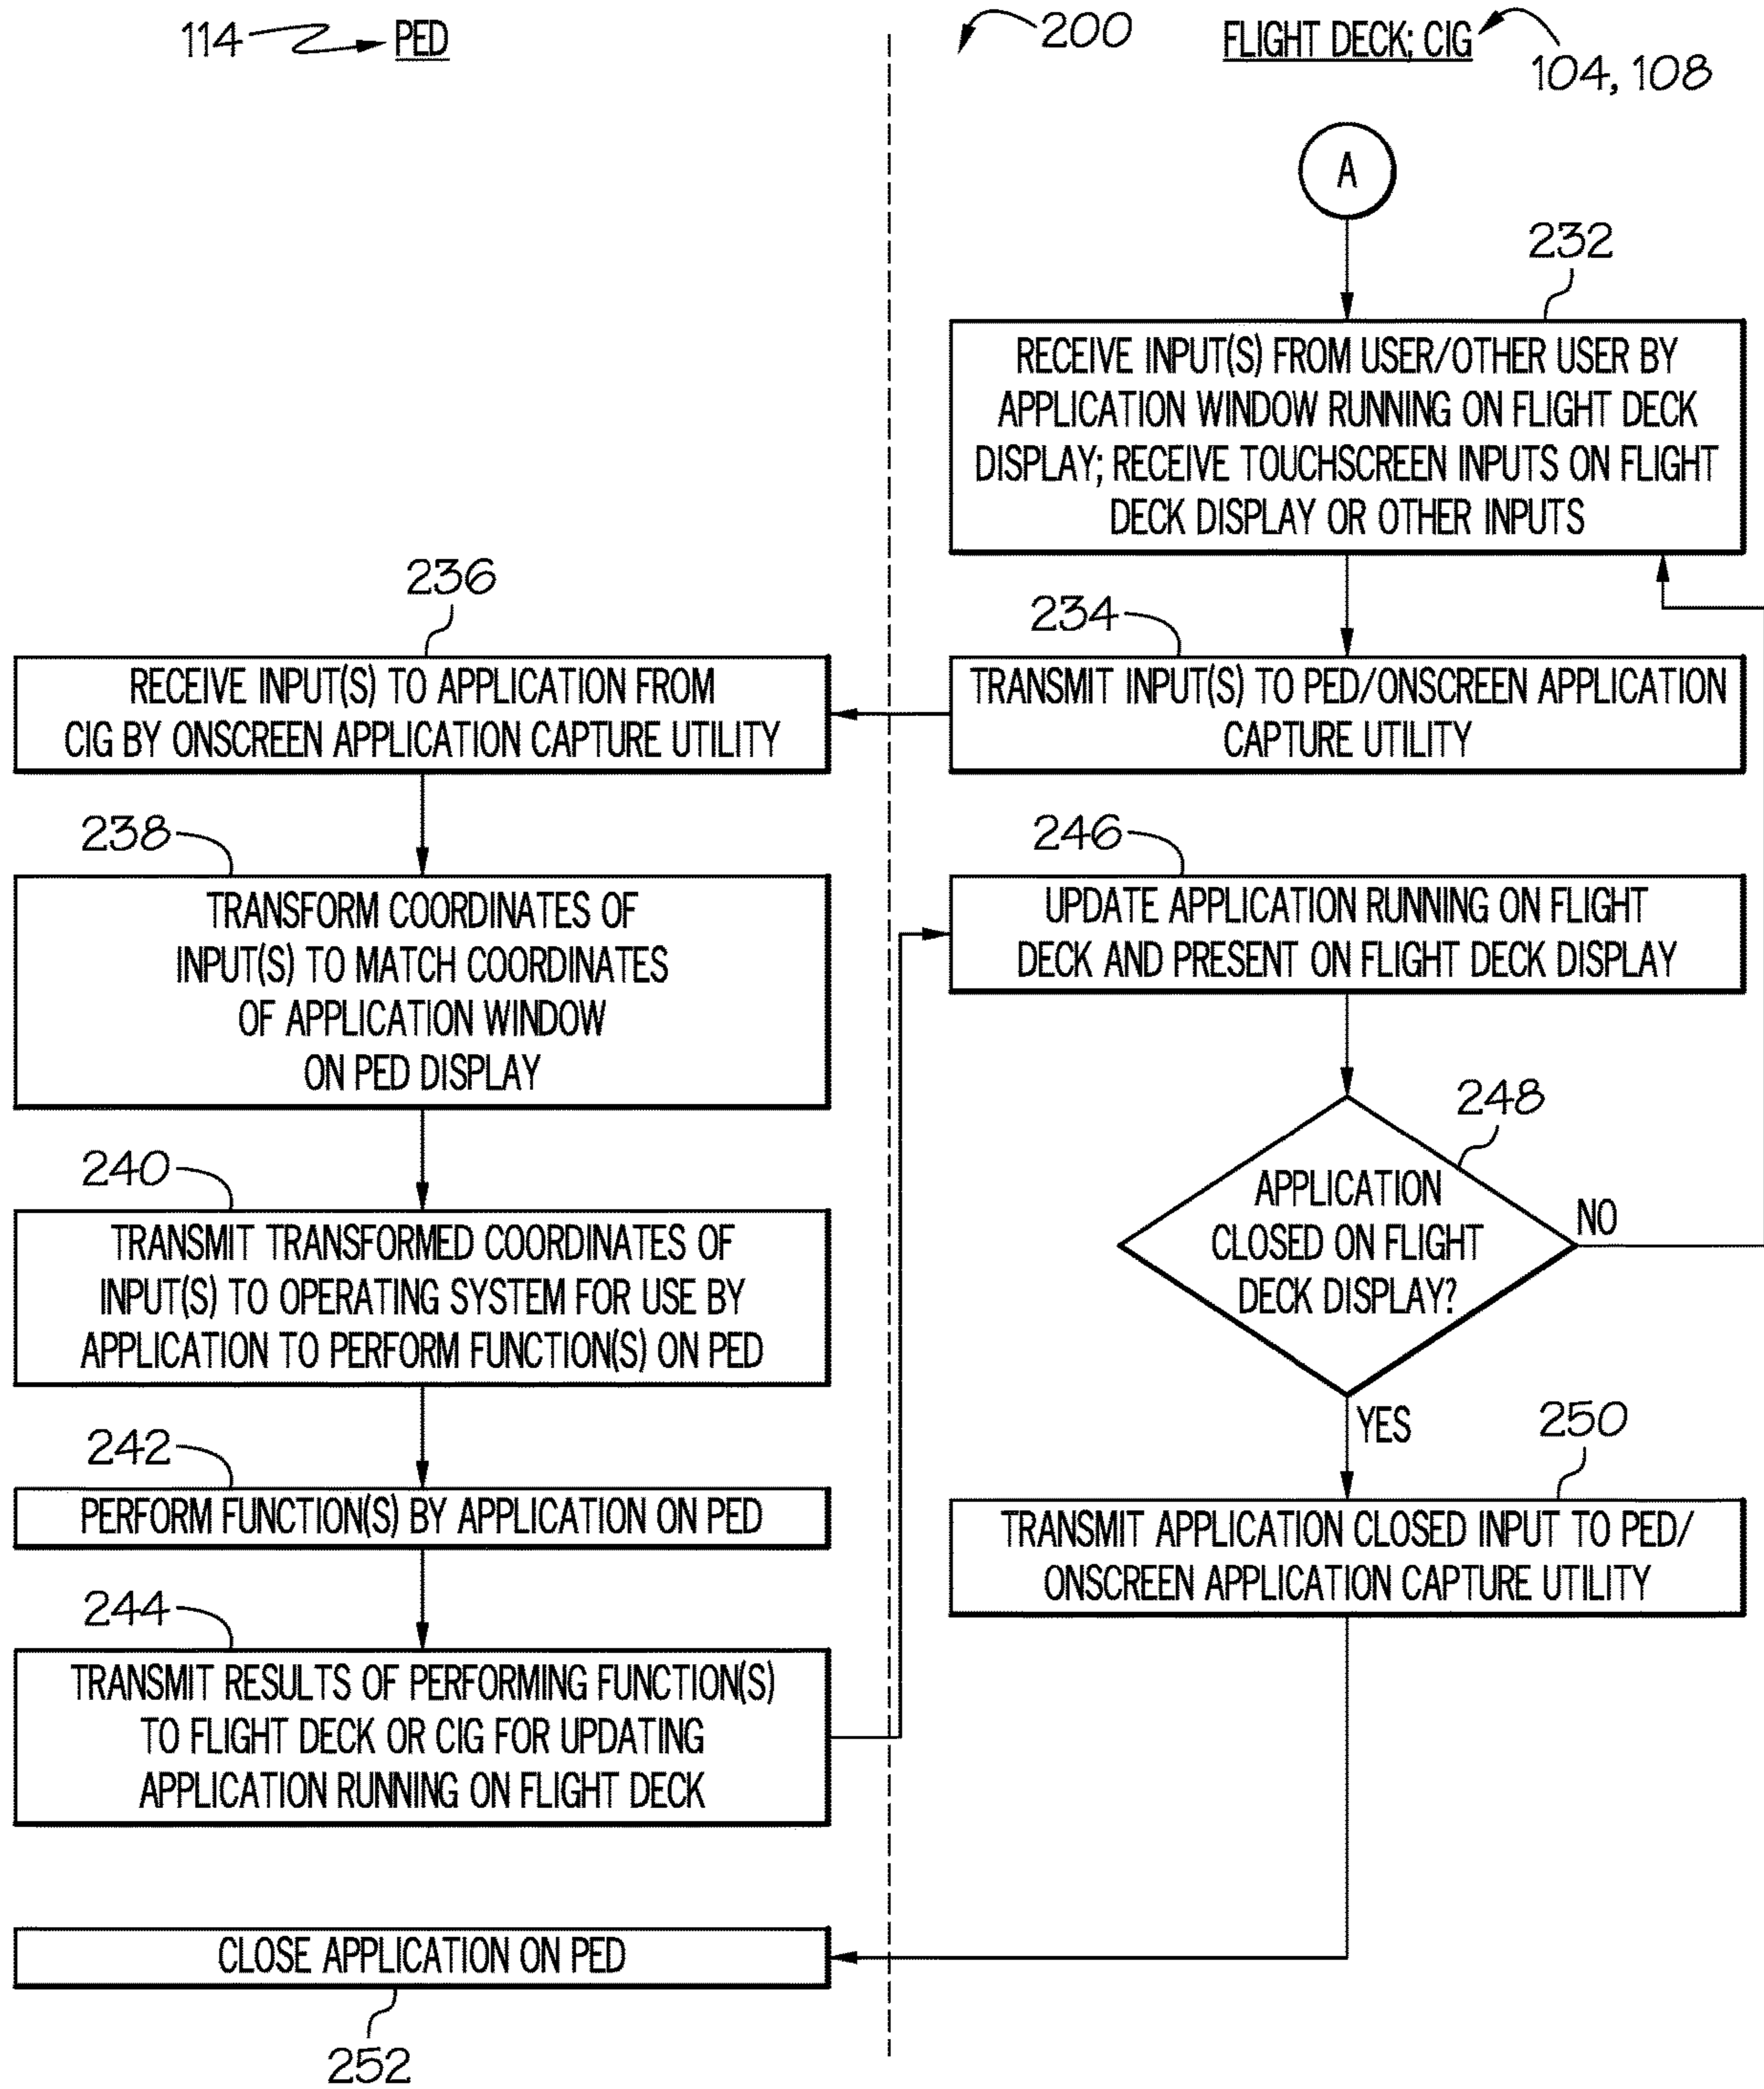 114
PED
200
FLIGHT DECK; CIG
104, 108
A
232
RECEIVE INPUT(S) FROM USER/OTHER USER BY
APPLICATION WINDOW RUNNING ON FLIGHT DECK
DISPLAY; RECEIVE TOUCHSCREEN INPUTS ON FLIGHT
DECK DISPLAY OR OTHER INPUTS
234
TRANSMIT INPUT(S) TO PED/ONSCREEN APPLICATION
CAPTURE UTILITY
236
RECEIVE INPUT(S) TO APPLICATION FROM
CIG BY ONSCREEN APPLICATION CAPTURE UTILITY
238
TRANSFORM COORDINATES OF
INPUT(S) TO MATCH COORDINATES
OF APPLICATION WINDOW
ON PED DISPLAY
240
TRANSMIT TRANSFORMED COORDINATES OF
INPUT(S) TO OPERATING SYSTEM FOR USE BY
APPLICATION TO PERFORM FUNCTION(S) ON PED
242
PERFORM FUNCTION(S) BY APPLICATION ON PED
244
TRANSMIT RESULTS OF PERFORMING FUNCTION(S)
TO FLIGHT DECK OR CIG FOR UPDATING
APPLICATION RUNNING ON FLIGHT DECK
246
UPDATE APPLICATION RUNNING ON FLIGHT
DECK AND PRESENT ON FLIGHT DECK DISPLAY
248
APPLICATION
CLOSED ON FLIGHT
DECK DISPLAY?
NO
YES
250
TRANSMIT APPLICATION CLOSED INPUT TO PED/
ONSCREEN APPLICATION CAPTURE UTILITY
CLOSE APPLICATION ON PED
252